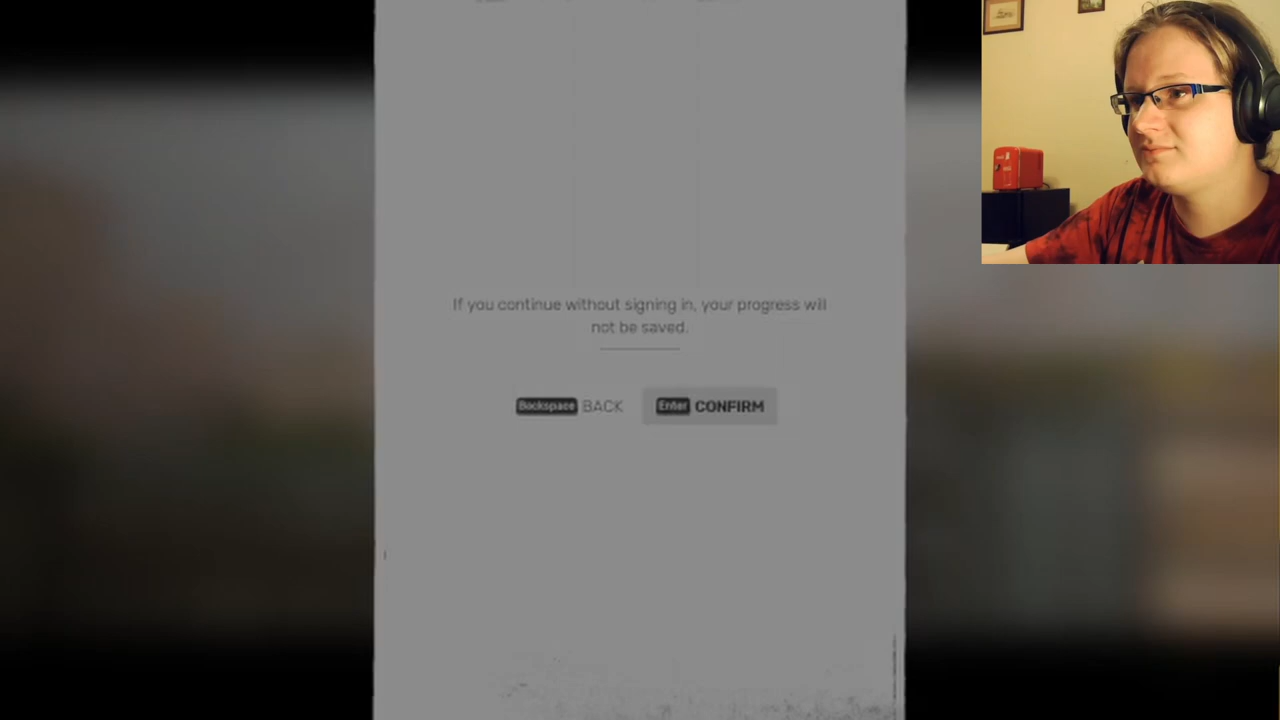 If you continue without signing in, your progress will
not be saved.
Backspace BACK Enter CONFIRM